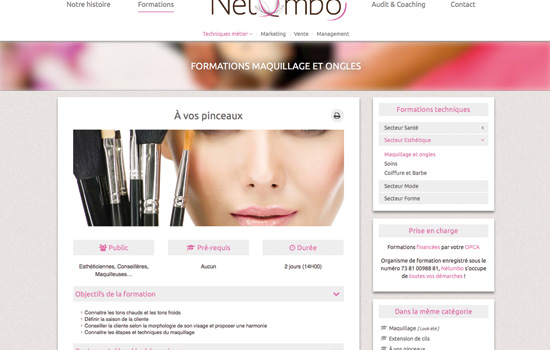 Notre histoire
Formations
Nelumbo
Audit & Coaching
Contact
Techniques métier
Marketing
Vente
Management
FORMATIONS MAQUILLAGE ET ONGLES
À vos pinceaux
Public
Pré-requis
Durée
Esthéticiennes, Conseillères,
Maquilleuses...
Aucun
2 jours (14H00)
Objectifs de la formation
Connaître les tons chauds et les tons froids
Définir la saison de la cliente
Conseiller la cliente selon la morphologie de son visage et proposer une harmonie
Connaître les étapes et techniques du maquillage
Formations techniques
Secteur Santé
Secteur Esthétique
Maquillage et ongles
Soins
Coiffure et Barbe
Secteur Mode
Secteur Forme
Prise en charge
Formations financées par votre OPCA
Organisme de formation enregistré sous le
numéro 73 81 00988 81, Nélumbo s'occupe
de toutes vos démarches !
Dans la même catégorie
Maquillage [ Look été ]
Extension de cils
À vos pinceaux